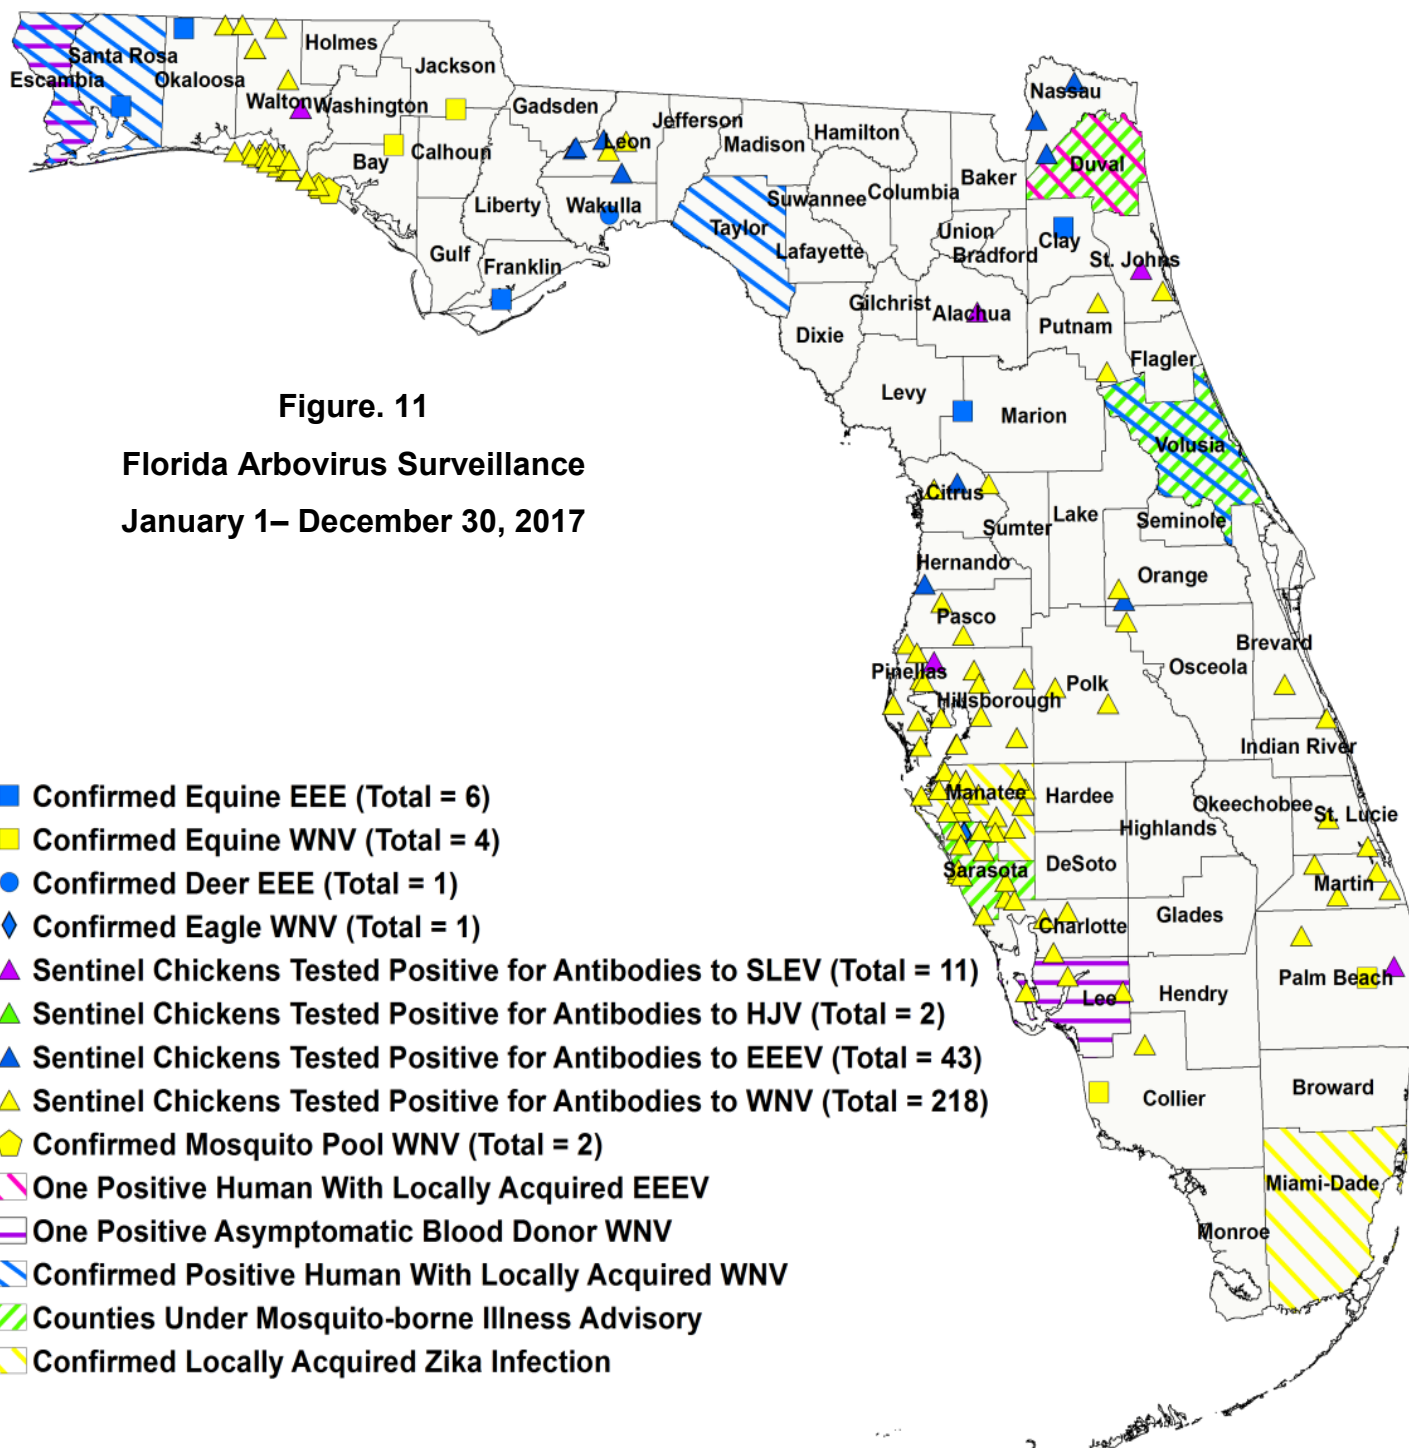 Holmes
Santa Rosa
Jackson
Escambia
Okaloosa
Walton
Washington
Gadsden
Nassau
Jefferson
Hamilton
Leon
Madison
Bay
Calhoun
Duval
Baker
Suwannee
Columbia
Liberty
Wakulla
Taylor
Union
Clay
Lafayette
Bradford
St. Johns
Gulf
Franklin
Gilchrist
Alachua
Putnam
Dixie
Flagler
Levy
Marion
Figure. 11
Florida Arbovirus Surveillance
January 1– December 30, 2017
Volusia
Citrus
Lake
Seminole
Sumter
Hernando
Orange
Pasco
Brevard
Osceola
Pinellas
Polk
Hillsborough
Indian River
Manatee
Hardee
Okeechobee
St. Lucie
Highlands
DeSoto
Sarasota
Martin
Glades
Charlotte
Palm Beach
Lee
Hendry
Broward
Collier
Miami-Dade
Monroe
Confirmed Equine EEE (Total = 6)
Confirmed Equine WNV (Total = 4)
Confirmed Deer EEE (Total = 1)
Confirmed Eagle WNV (Total = 1)
Sentinel Chickens Tested Positive for Antibodies to SLEV (Total = 11)
Sentinel Chickens Tested Positive for Antibodies to HJV (Total = 2)
Sentinel Chickens Tested Positive for Antibodies to EEEV (Total = 43)
Sentinel Chickens Tested Positive for Antibodies to WNV (Total = 218)
Confirmed Mosquito Pool WNV (Total = 2)
One Positive Human With Locally Acquired EEEV
One Positive Asymptomatic Blood Donor WNV
Confirmed Positive Human With Locally Acquired WNV
Counties Under Mosquito-borne Illness Advisory
Confirmed Locally Acquired Zika Infection